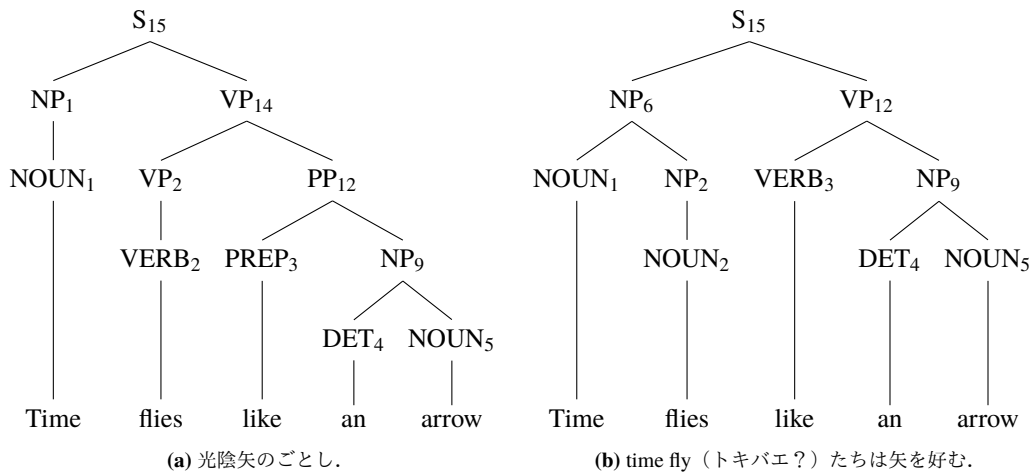 S15 S15
NP1 VP14 NP6 VP12
NOUN1 VP2 PP12 NOUN1 NP2 VERB3 NP9
VERB2 PREP3 NP9 NOUN2 DET4 NOUN5
DET4 NOUN5
Time flies like an arrow Time flies like an arrow
(a) 光陰矢のごとし. (b) time fly（トキバエ？）たちは矢を好む.